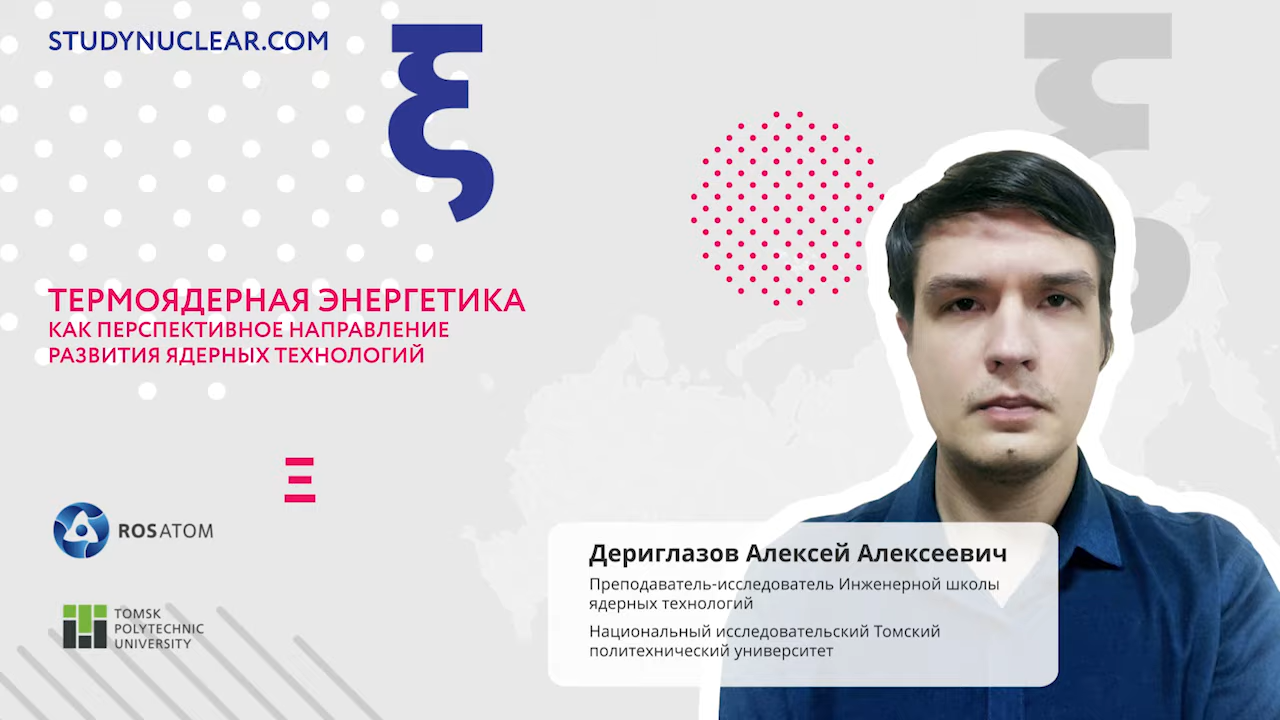 STUDYNUCLEAR.COM
ТЕРМОЯДЕРНАЯ ЭНЕРГЕТИКА
КАК ПЕРСПЕКТИВНОЕ НАПРАВЛЕНИЕ
РАЗВИТИЯ ЯДЕРНЫХ ТЕХНОЛОГИЙ
ROSATOM
TOMSK
POLYTECHNIC
UNIVERSITY
Дериглазов Алексей Алексеевич
Преподаватель-исследователь Инженерной школы
ядерных технологий
Национальный исследовательский Томский
политехнический университет